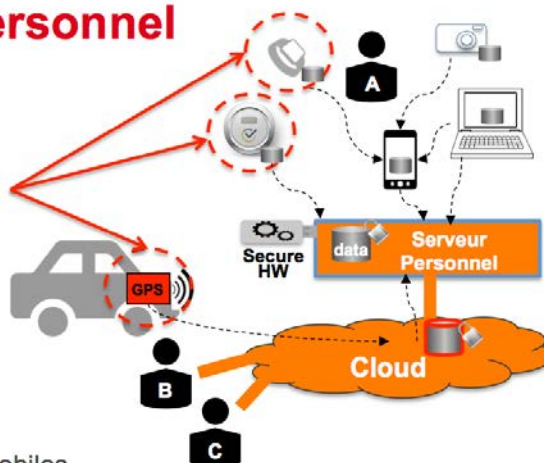 ersonnel
A
Secure
HW
data
Serveur
Personnel
GPS
Cloud
B
C